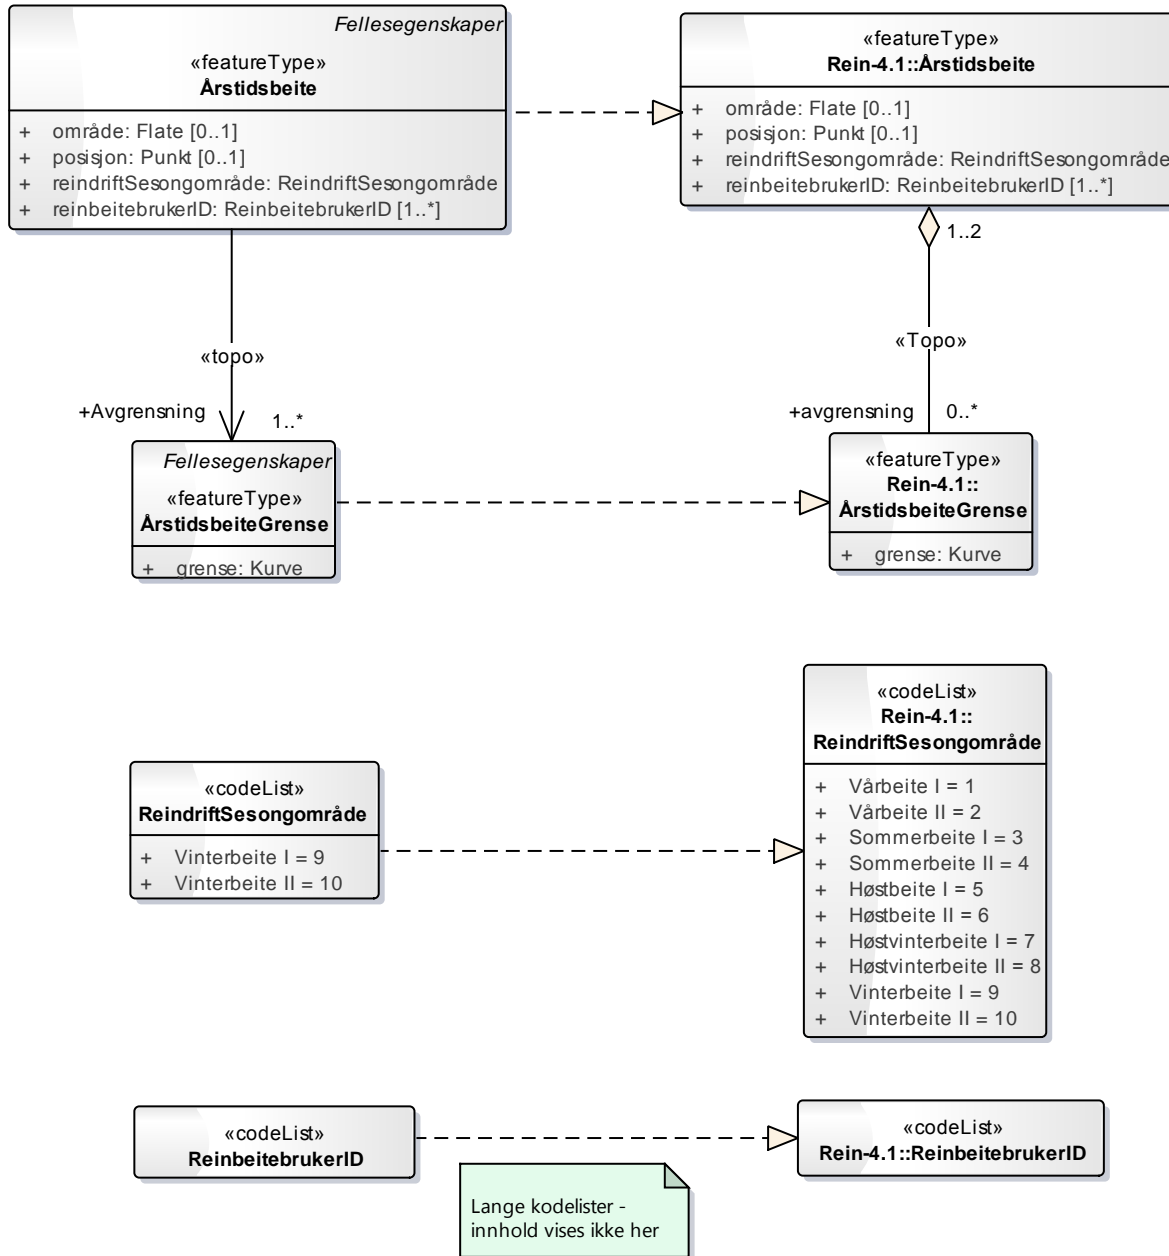 Fellesegenskaper
«featureType»
Årstidsbeite
+ område: Flate [0..1]
+ posisjon: Punkt [0..1]
+ reindriftSesongområde: ReindriftSesongområde
+ reinbeitebrukerID: ReinbeitebrukerID [1..*]
«featureType»
Rein-4.1::Årstidsbeite
+ område: Flate [0..1]
+ posisjon: Punkt [0..1]
+ reindriftSesongområde: ReindriftSesongområde
+ reinbeitebrukerID: ReinbeitebrukerID [1..*]
1..2
«topo»
«Topo»
+Avgrensning
1..*
+avgrensning
0..*
Fellesegenskaper
«featureType»
ÅrstidsbeiteGrense
+ grense: Kurve
«featureType»
Rein-4.1::
ÅrstidsbeiteGrense
+ grense: Kurve
«codeList»
ReindriftSesongområde
+ Vinterbeite I = 9
+ Vinterbeite II = 10
«codeList»
Rein-4.1::
ReindriftSesongområde
+ Vårbeite I = 1
+ Vårbeite II = 2
+ Sommerbeite I = 3
+ Sommerbeite II = 4
+ Høstbeite I = 5
+ Høstbeite II = 6
+ Høstvinterbeite I = 7
+ Høstvinterbeite II = 8
+ Vinterbeite I = 9
+ Vinterbeite II = 10
«codeList»
ReinbeitebrukerID
«codeList»
Rein-4.1::ReinbeitebrukerID
Lange kodelister -
innhold vises ikke her